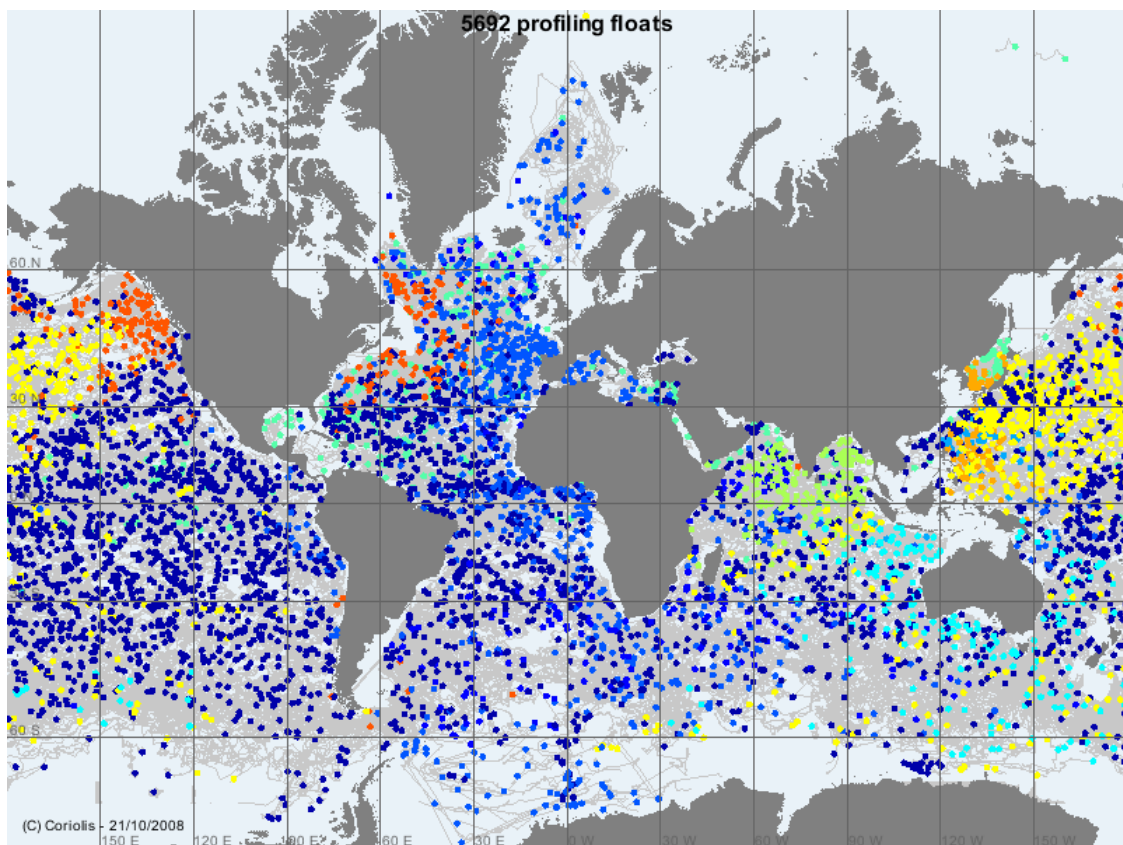 5692 profiling floats
60 N
30 N
60 S
(C) Coriolis - 21/10/2008
150 E
120 E
60 E
30 E
0 W
30 W
60 W
90 W
120 W
150 W